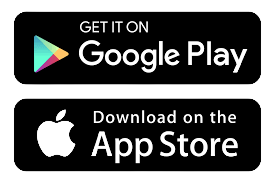 GET IT ON
Google Play
Download on the
App Store